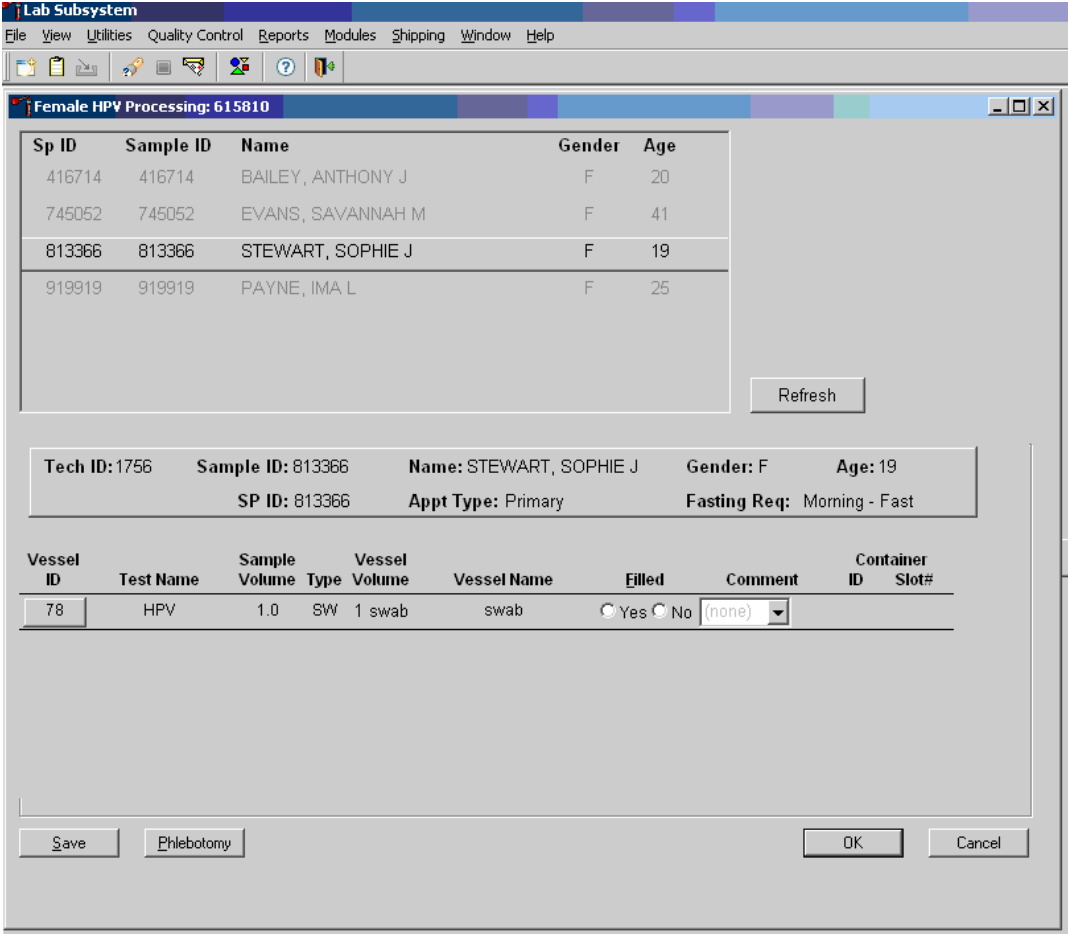 Lab Subsystem
File View Utilities Quality Control Reports Modules Shipping Window Help
Female HPV Processing: 615810
Sp ID Sample ID Name Gender Age
416714 416714 BAILEY, ANTHONY J F 20
745052 745052 EVANS, SAVANNAH M F 41
813366 813366 STEWART, SOPHIE J F 19
919919 919919 PAYNE, IMA L F 25
Refresh
Tech ID: 1756 Sample ID: 813366 Name: STEWART, SOPHIE J Gender: F Age: 19
SP ID: 813366 Appt Type: Primary Fasting Req: Morning - Fast
Vessel Sample Vessel Container
ID Test Name Volume Type Volume Vessel Name Filled Comment ID Slot#
78 HPV 1.0 SW 1 swab swab Yes No (none)
Save Phlebotomy OK Cancel